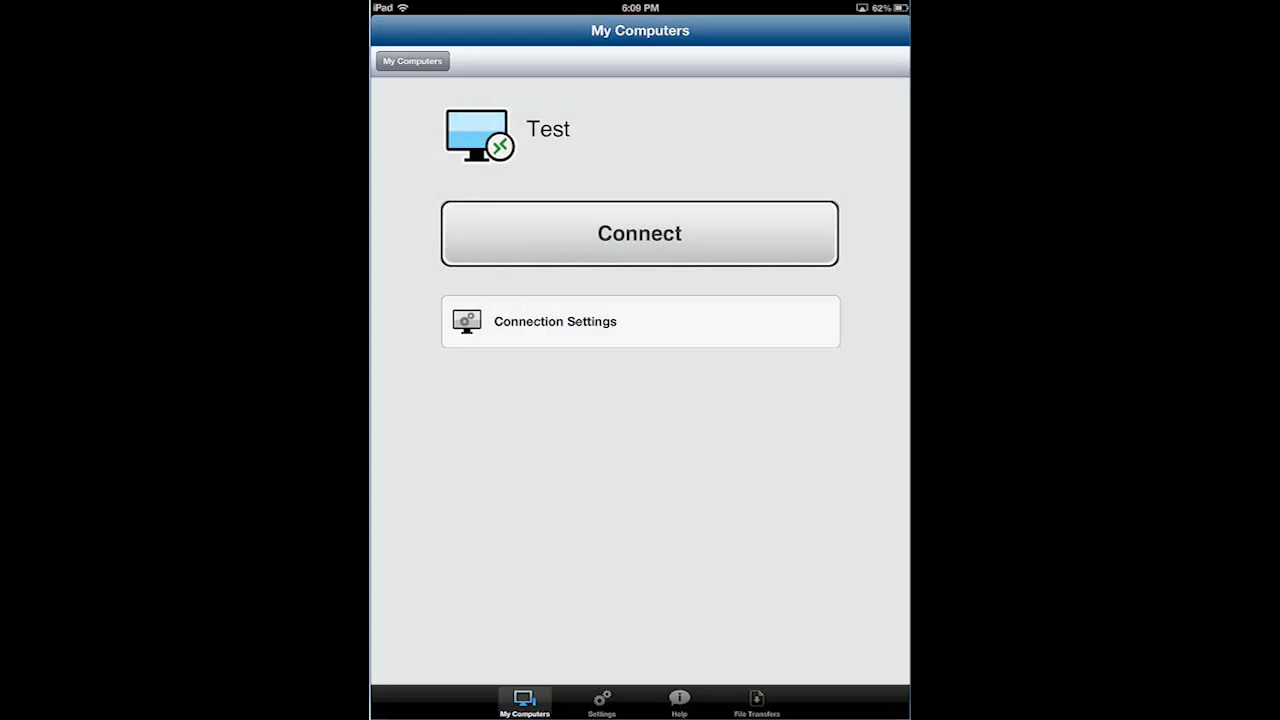 iPad 6:09 PM 62%
My Computers
My Computers
Test
Connect
Connection Settings
My Computers Settings Help File Transfers